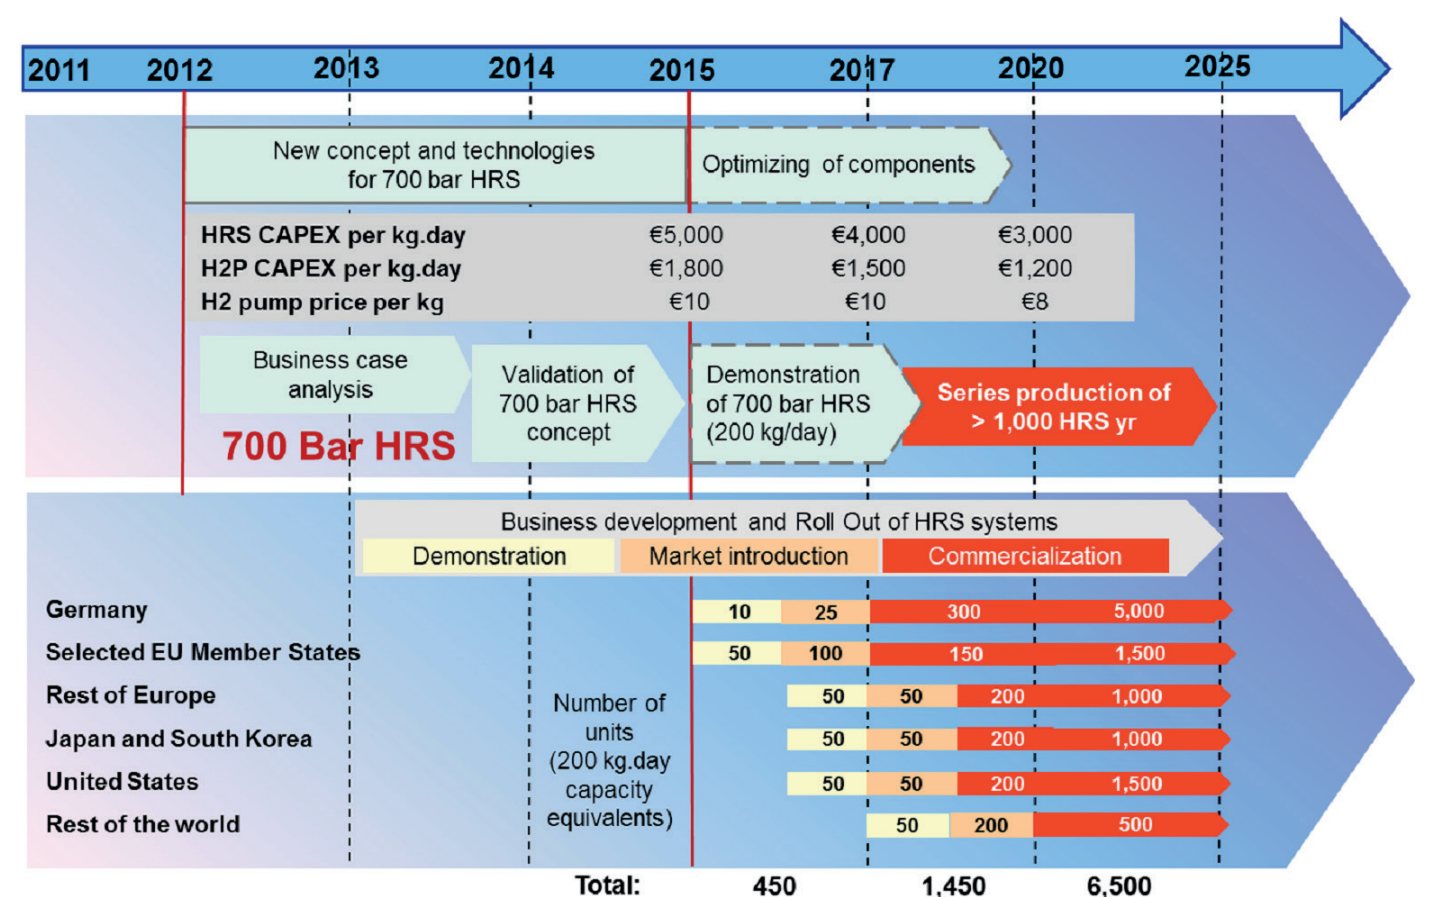 2011 2012 2013 2014 2015 2017 2020 2025
New concept and technologies
for 700 bar HRS
Optimizing of components
HRS CAPEX per kg.day €5,000 €4,000 €3,000
H2P CAPEX per kg.day €1,800 €1,500 €1,200
H2 pump price per kg €10 €10 €8
Business case
analysis
700 Bar HRS
Validation of
700 bar HRS
concept
Demonstration
of 700 bar HRS
(200 kg/day)
Series production of
> 1,000 HRS yr
Business development and Roll Out of HRS systems
Demonstration Market introduction Commercialization
Germany 10 25 300 5,000
Selected EU Member States 50 100 150 1,500
Rest of Europe 50 50 200 1,000
Japan and South Korea 50 50 200 1,000
United States 50 50 200 1,500
Rest of the world 50 200 500
Number of
units
(200 kg.day
capacity
equivalents)
Total: 450 1,450 6,500